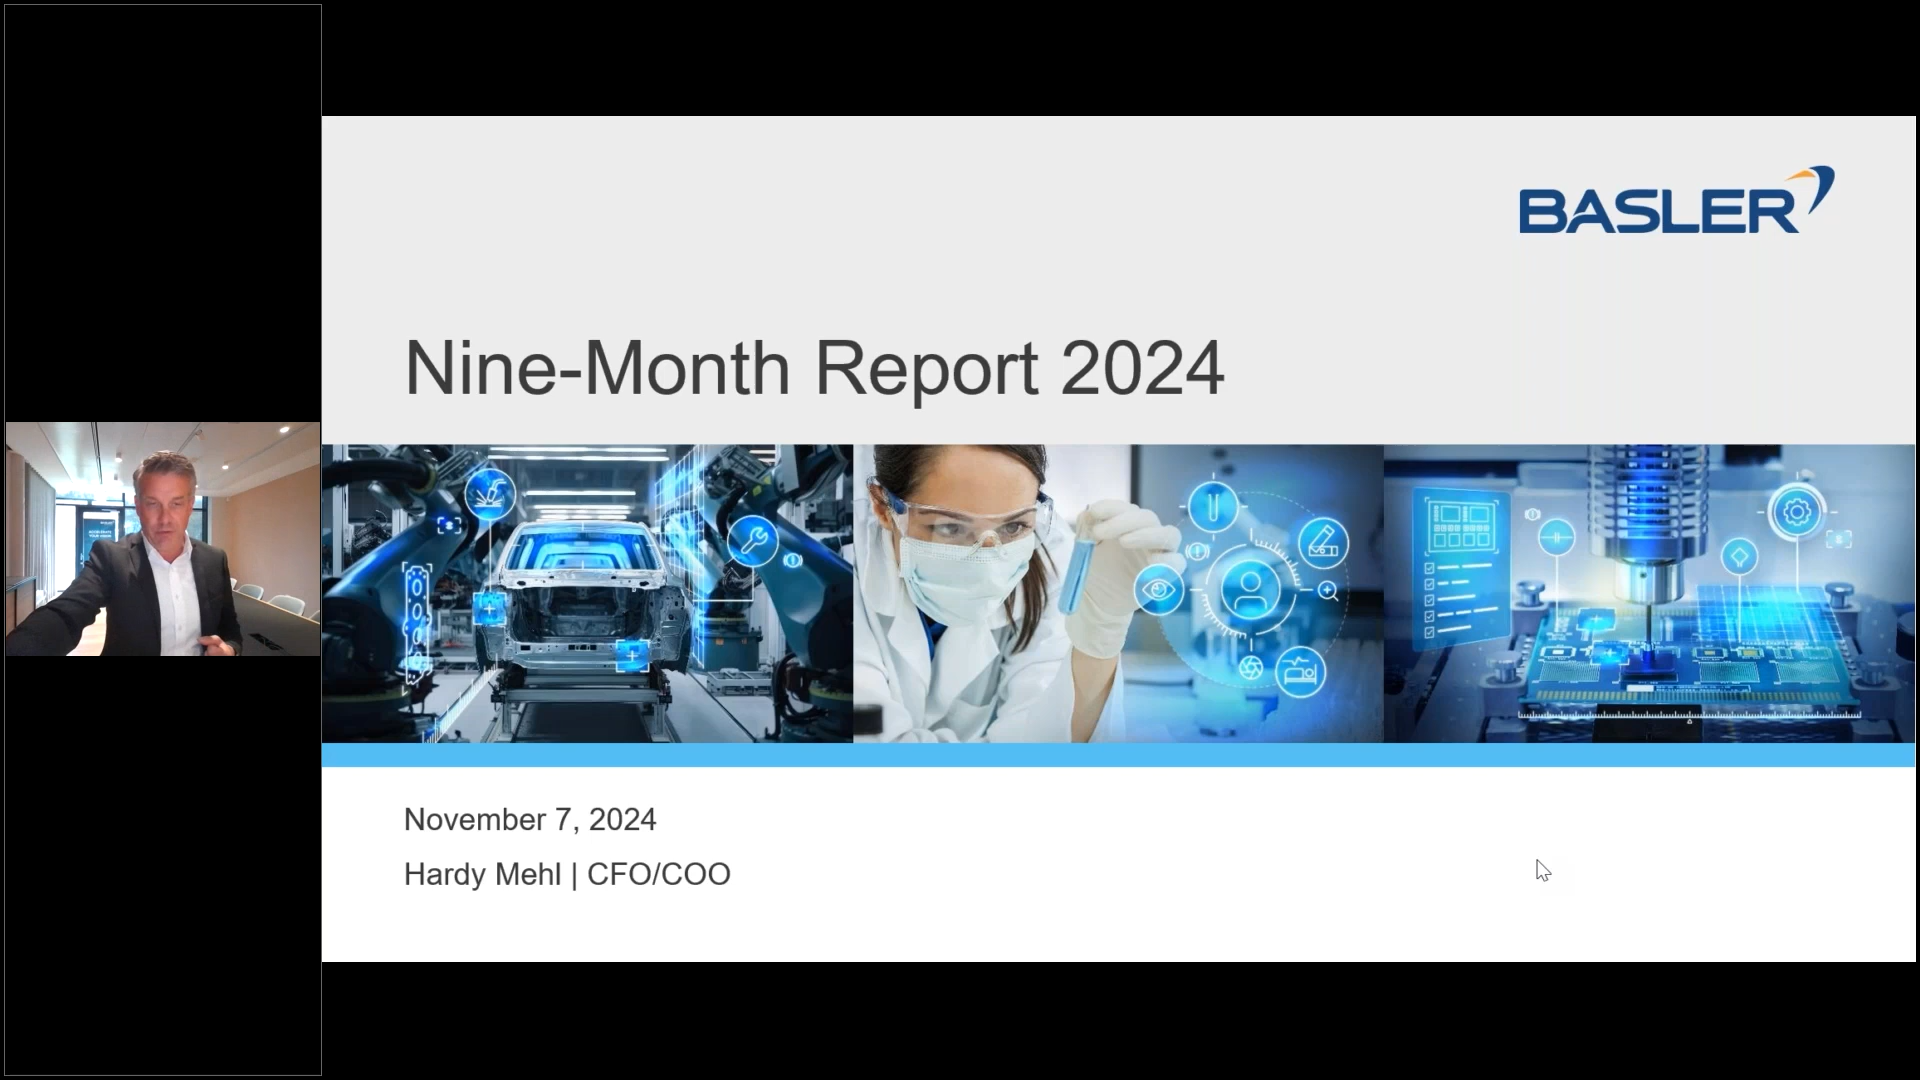 BASLER
Nine-Month Report 2024
November 7, 2024
Hardy Mehl | CFO/COO